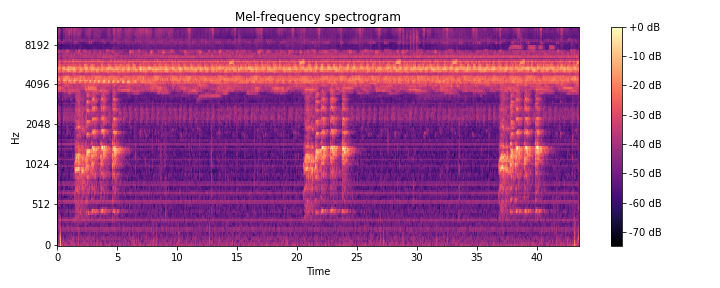 Mel-frequency spectrogram
Hz
8192
4096
2048
1024
512
0
0 5 10 15 20 25 30 35 40
Time
+0 dB
-10 dB
-20 dB
-30 dB
-40 dB
-50 dB
-60 dB
-70 dB